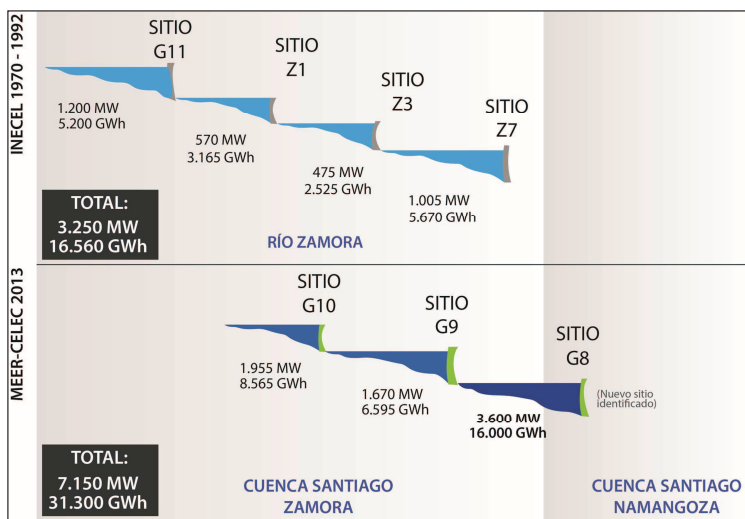 INECEL 1970 - 1992
SITIO
G11
SITIO
Z1
SITIO
Z3
SITIO
Z7
1.200 MW
5.200 GWh
570 MW
3.165 GWh
475 MW
2.525 GWh
1.005 MW
5.670 GWh
TOTAL:
3.250 MW
16.560 GWh
RÍO ZAMORA
MEER-CELEC 2013
SITIO
G10
SITIO
G9
SITIO
G8
1.955 MW
8.565 GWh
1.670 MW
6.595 GWh
3.600 MW
16.000 GWh
(Nuevo sitio
identificado)
TOTAL:
7.150 MW
31.300 GWh
CUENCA SANTIAGO
ZAMORA
CUENCA SANTIAGO
NAMANGOZA